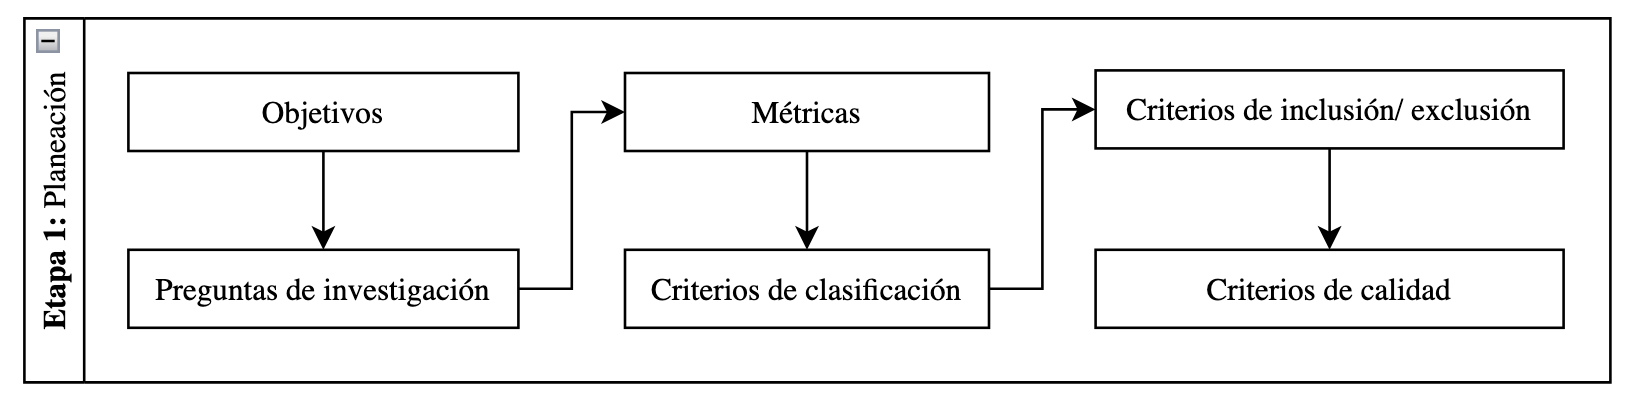 Etapa 1: Planeación
Objetivos
Preguntas de investigación
Métricas
Criterios de clasificación
Criterios de inclusión/ exclusión
Criterios de calidad